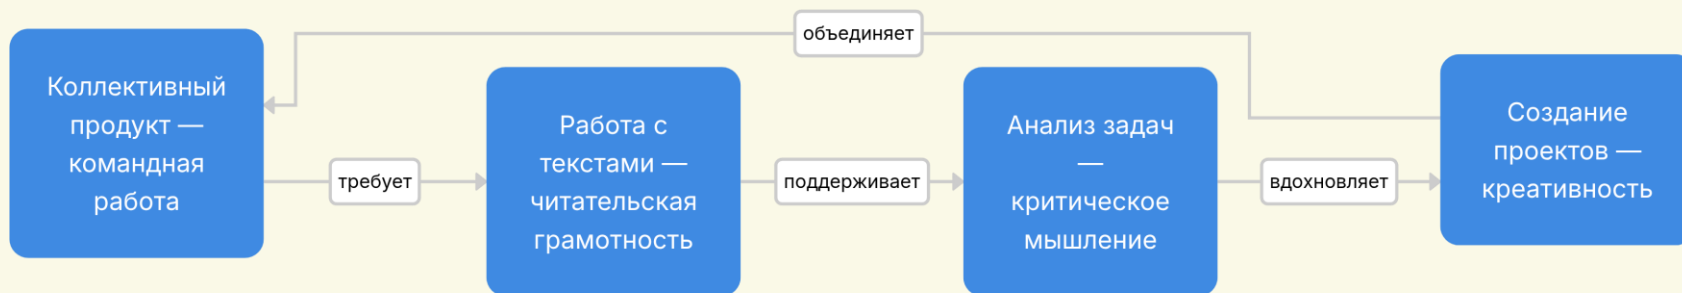 объединяет
Коллективный
продукт —
командная
работа
требует
Работа с
текстами —
читательская
грамотность
поддерживает
Анализ задач
—
критическое
мышление
вдохновляет
Создание
проектов —
креативность